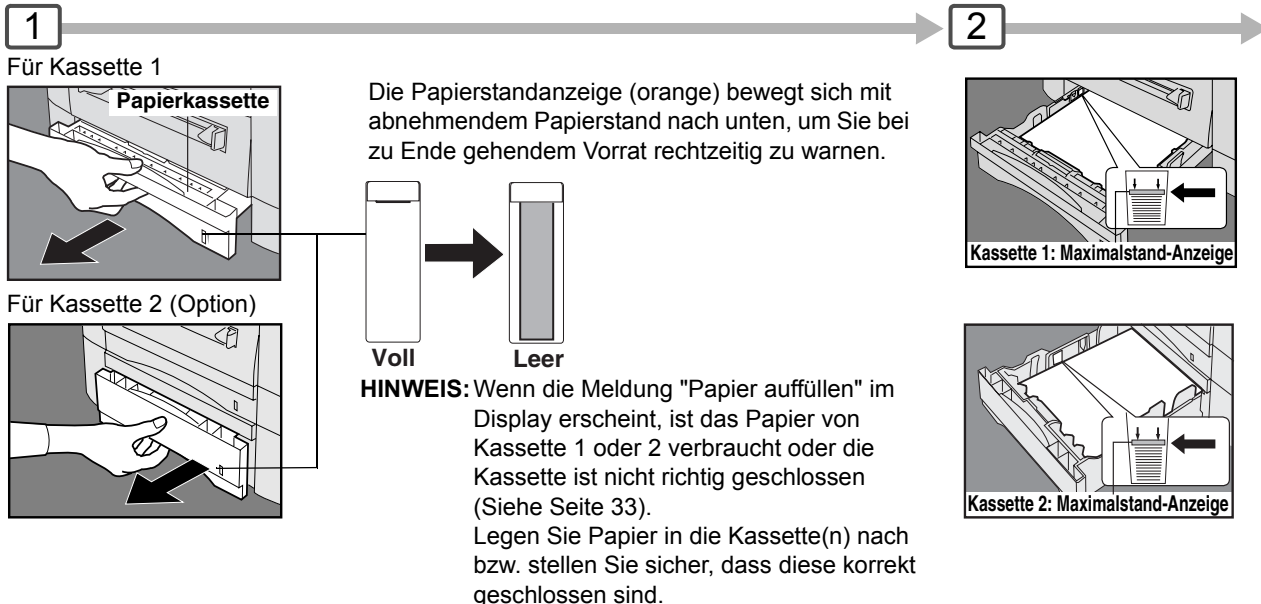 1
2
Für Kassette 1
Papierkassette
Die Papierstandanzeige (orange) bewegt sich mit
abnehmendem Papierstand nach unten, um Sie bei
zu Ende gehendem Vorrat rechtzeitig zu warnen.
Voll
Leer
Für Kassette 2 (Option)
HINWEIS: Wenn die Meldung "Papier auffüllen" im
Display erscheint, ist das Papier von
Kassette 1 oder 2 verbraucht oder die
Kassette ist nicht richtig geschlossen
(Siehe Seite 33).
Legen Sie Papier in die Kassette(n) nach
bzw. stellen Sie sicher, dass diese korrekt
geschlossen sind.
Kassette 1: Maximalstand-Anzeige
Kassette 2: Maximalstand-Anzeige